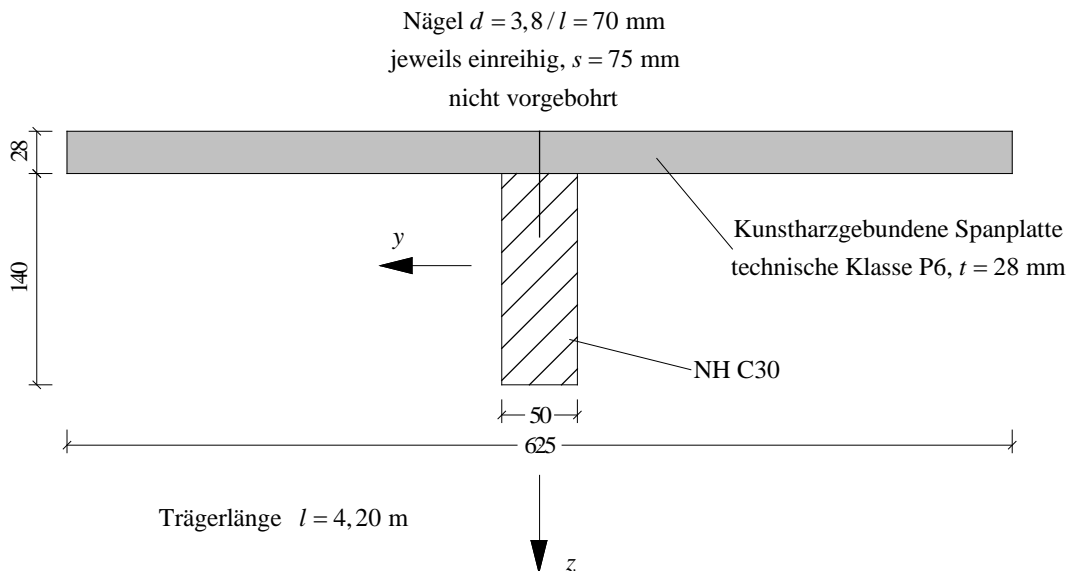 Nägel d = 3,8 / l = 70 mm
jeweils einreihig, s = 75 mm
nicht vorgebohrt
28
140
y
Kunstharzgebundene Spanplatte
technische Klasse P6, t = 28 mm
NH C30
50
625
Trägerlänge l = 4,20 m
z